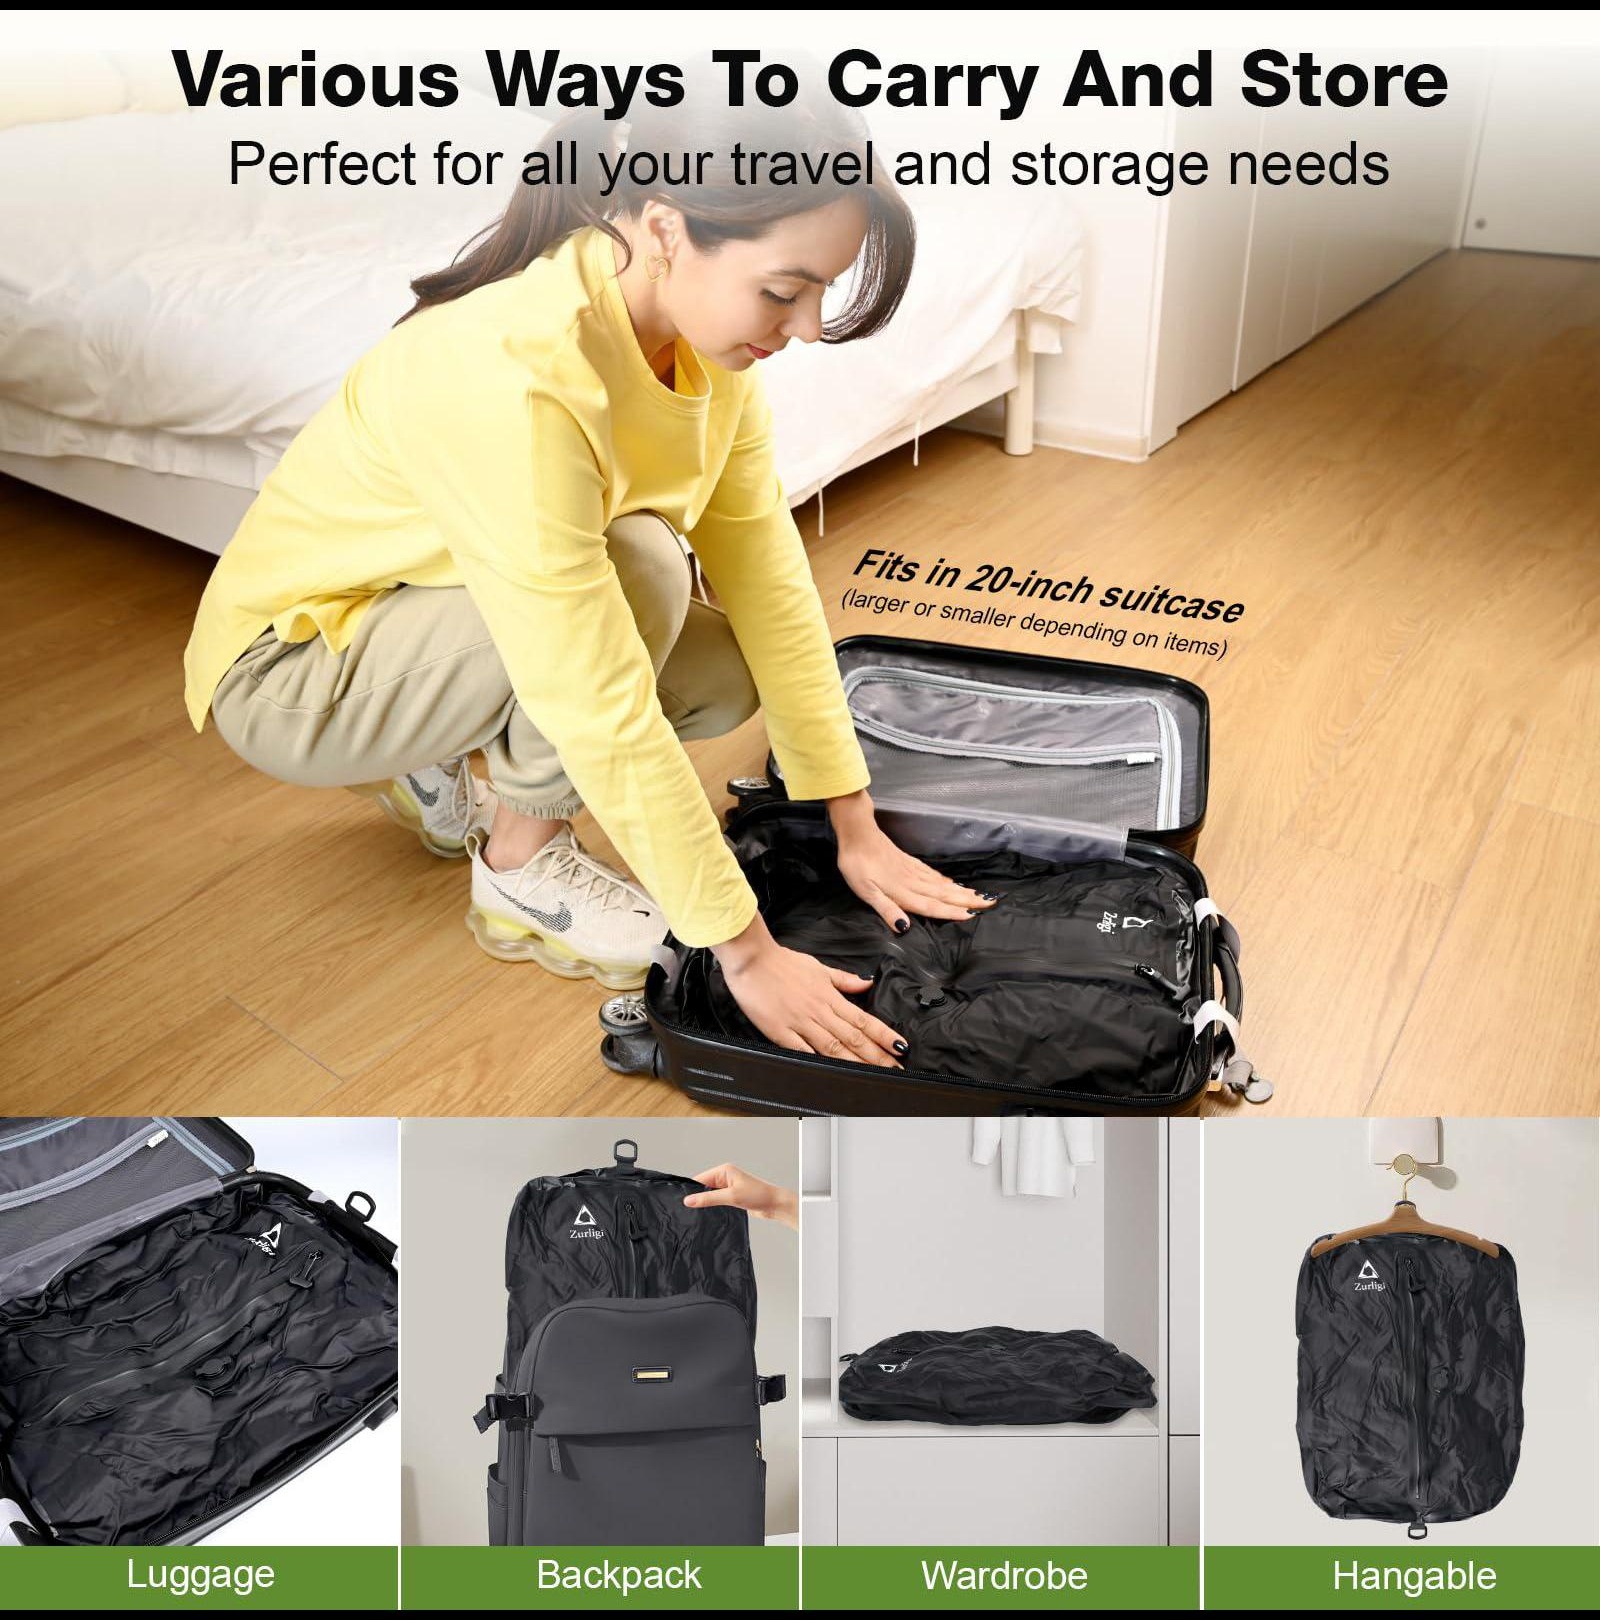 Various Ways To Carry And Store
Perfect for all your travel and storage needs
Fits in 20-inch suitcase
(larger or smaller depending on items)
Zurligi
Zurligi
Luggage
Backpack
Wardrobe
Hangable